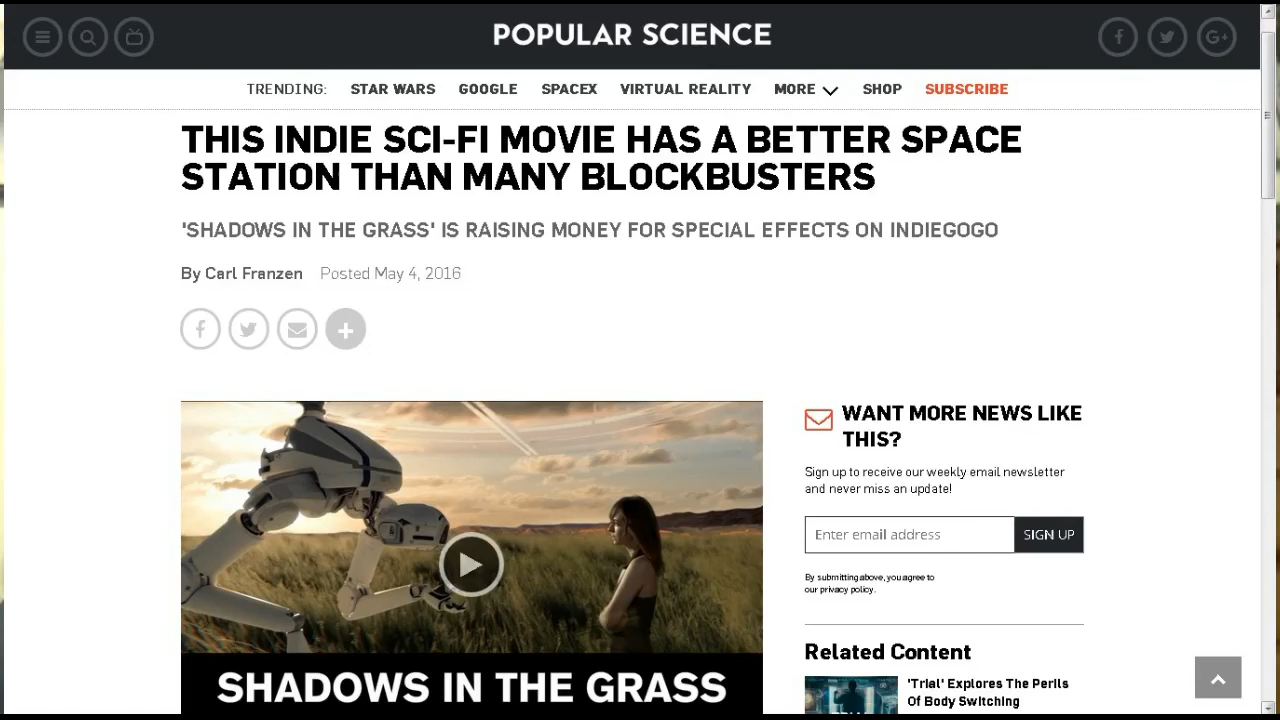 POPULAR SCIENCE
G+
TRENDING: STAR WARS GOOGLE SPACEX VIRTUAL REALITY MORE SHOP SUBSCRIBE
THIS INDIE SCI-FI MOVIE HAS A BETTER SPACE
STATION THAN MANY BLOCKBUSTERS
'SHADOWS IN THE GRASS' IS RAISING MONEY FOR SPECIAL EFFECTS ON INDIEGOGO
By Carl Franzen Posted May 4, 2016
SHADOWS IN THE GRASS
WANT MORE NEWS LIKE
THIS?
Sign up to receive our weekly email newsletter
and never miss an update!
Enter email address SIGN UP
By submitting above, you agree to
our privacy policy.
Related Content
'Trial' Explores The Perils
Of Body Switching